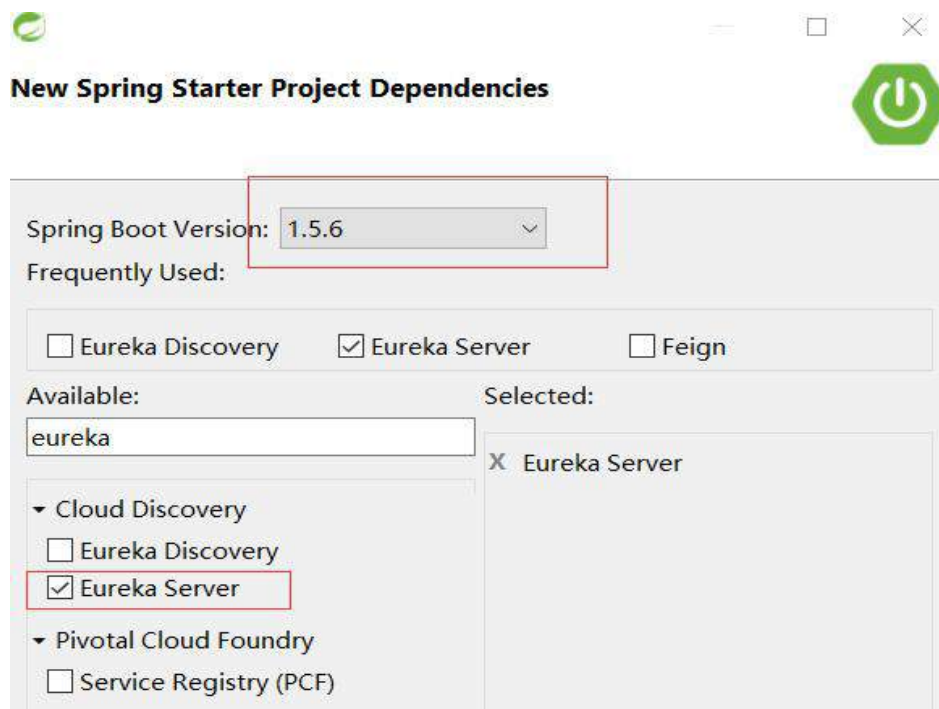 New Spring Starter Project Dependencies
Spring Boot Version: 1.5.6
Frequently Used:
Eureka Discovery Eureka Server Feign
Available: Selected:
eureka
X Eureka Server
Cloud Discovery
Eureka Discovery
Eureka Server
Pivotal Cloud Foundry
Service Registry (PCF)